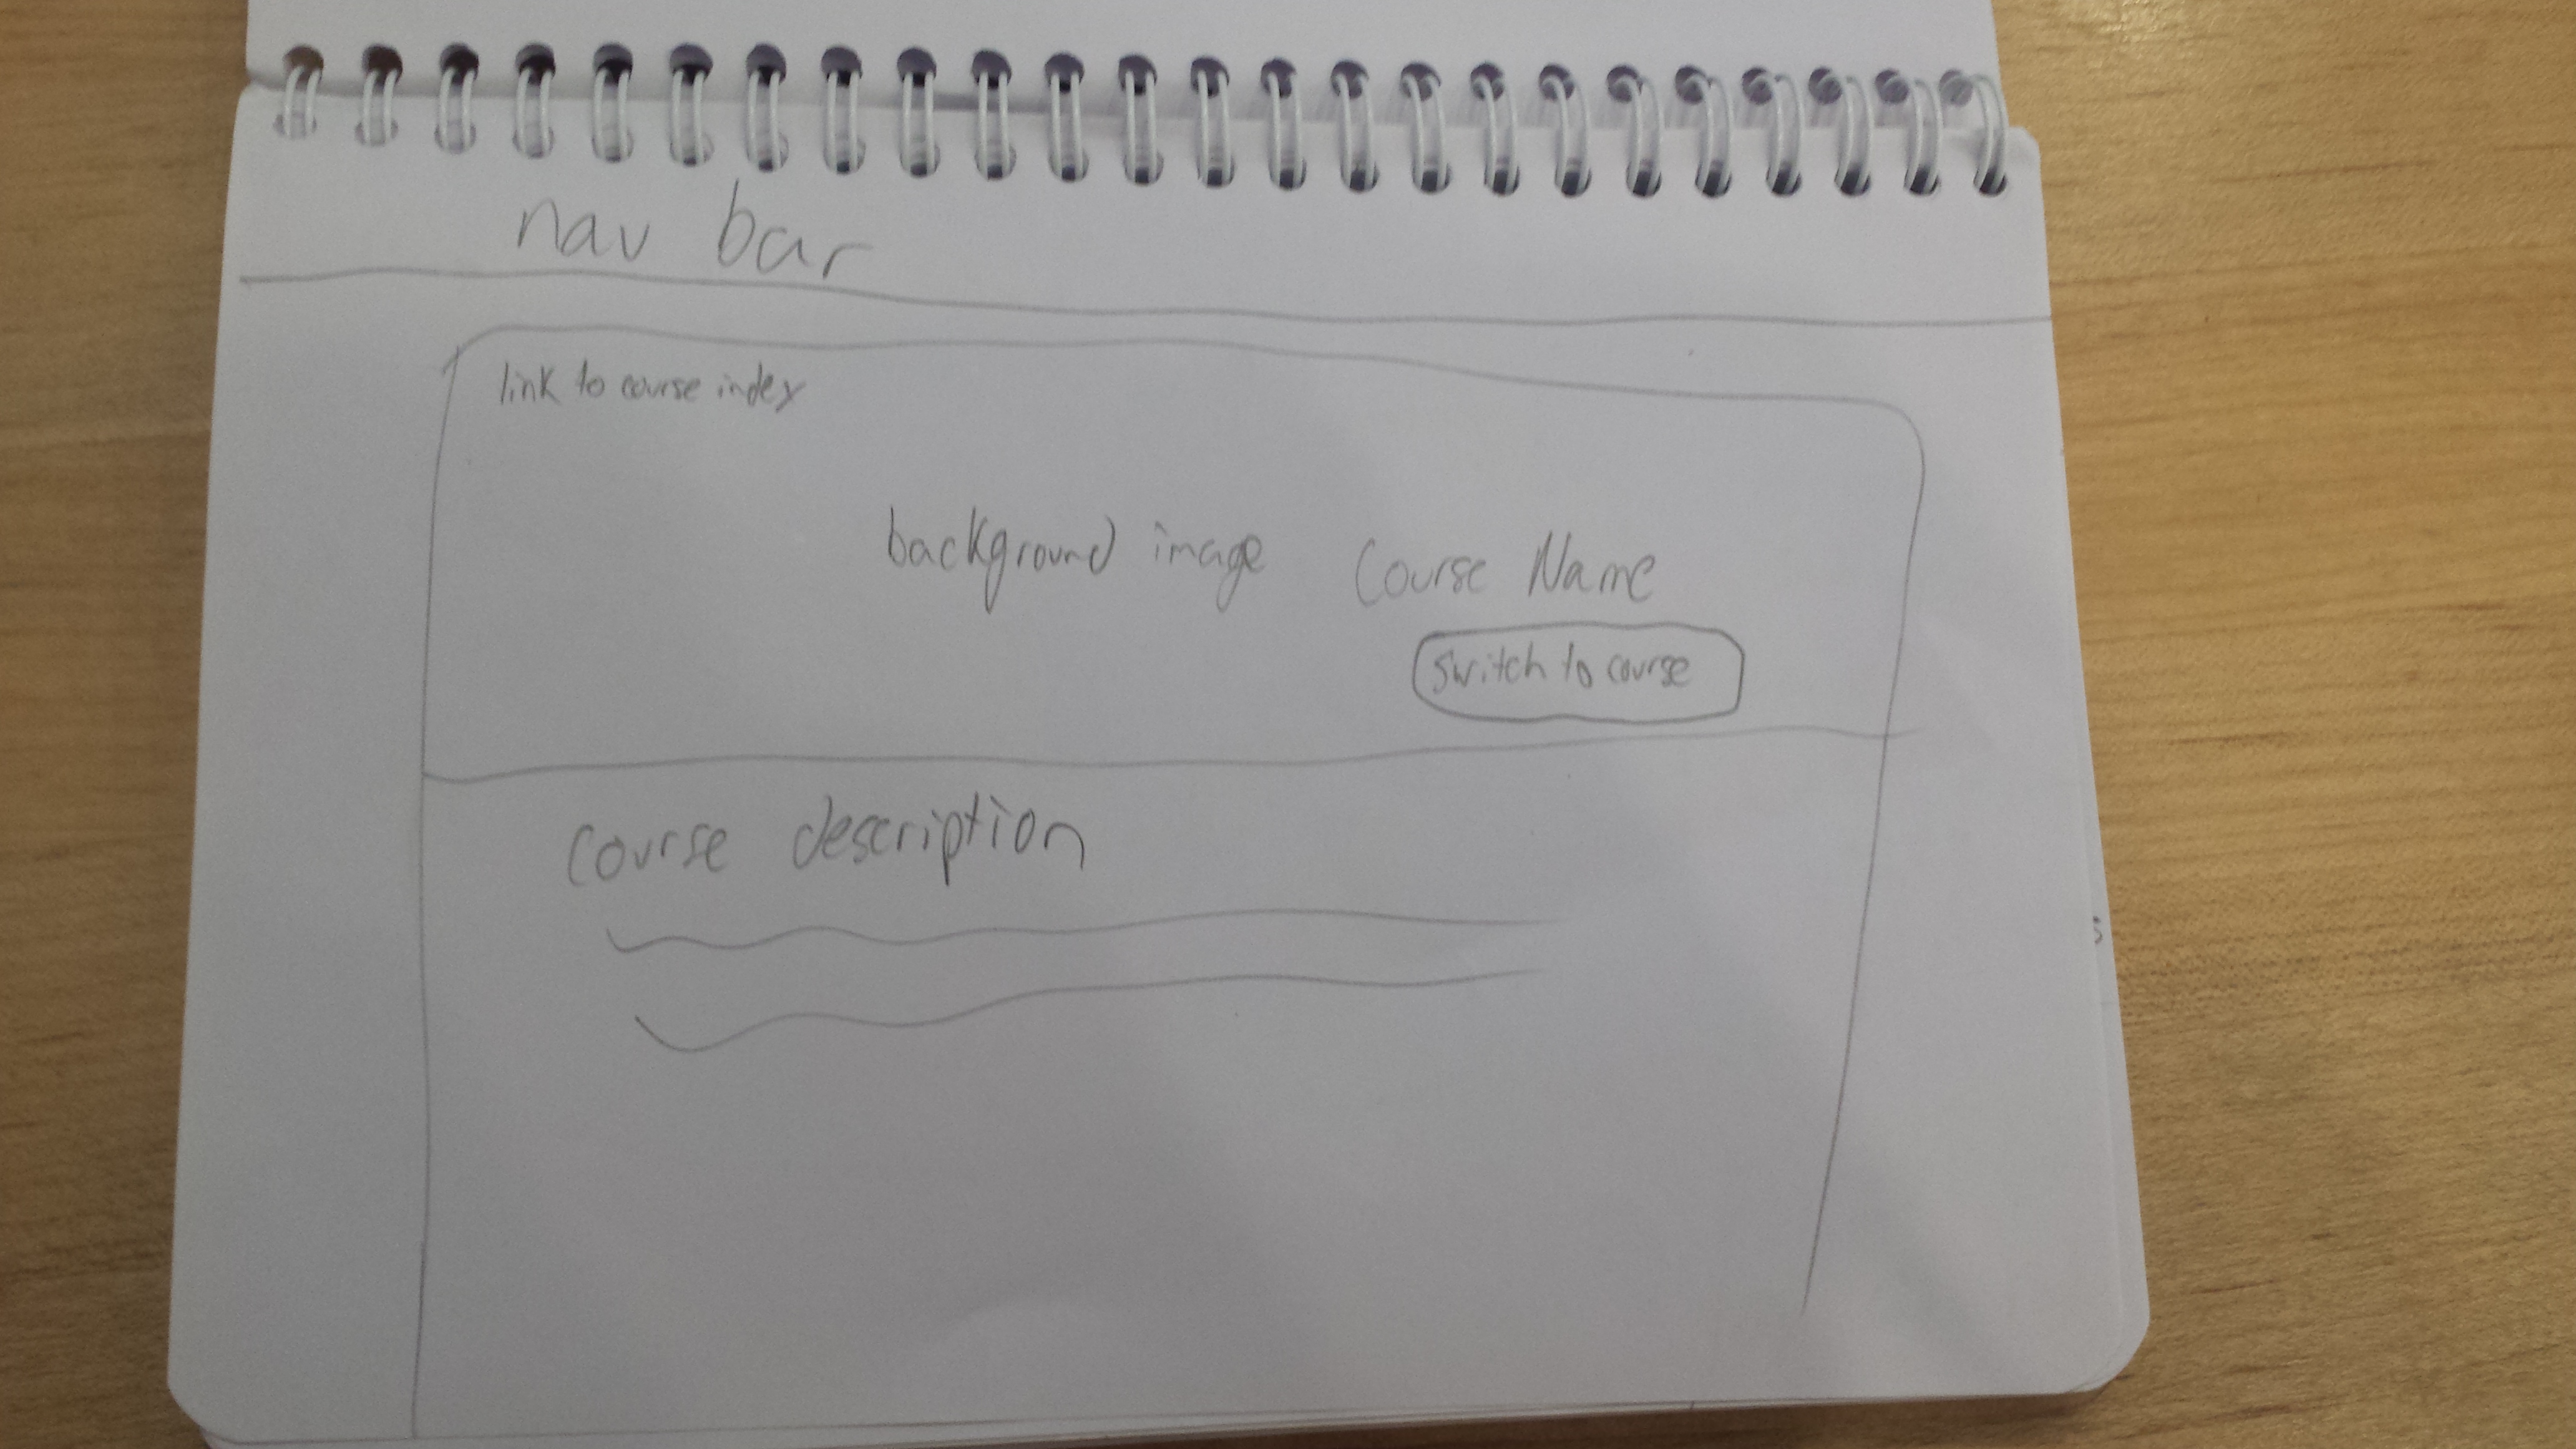 nav bar
link to course index
background image Course Name
switch to course
course description